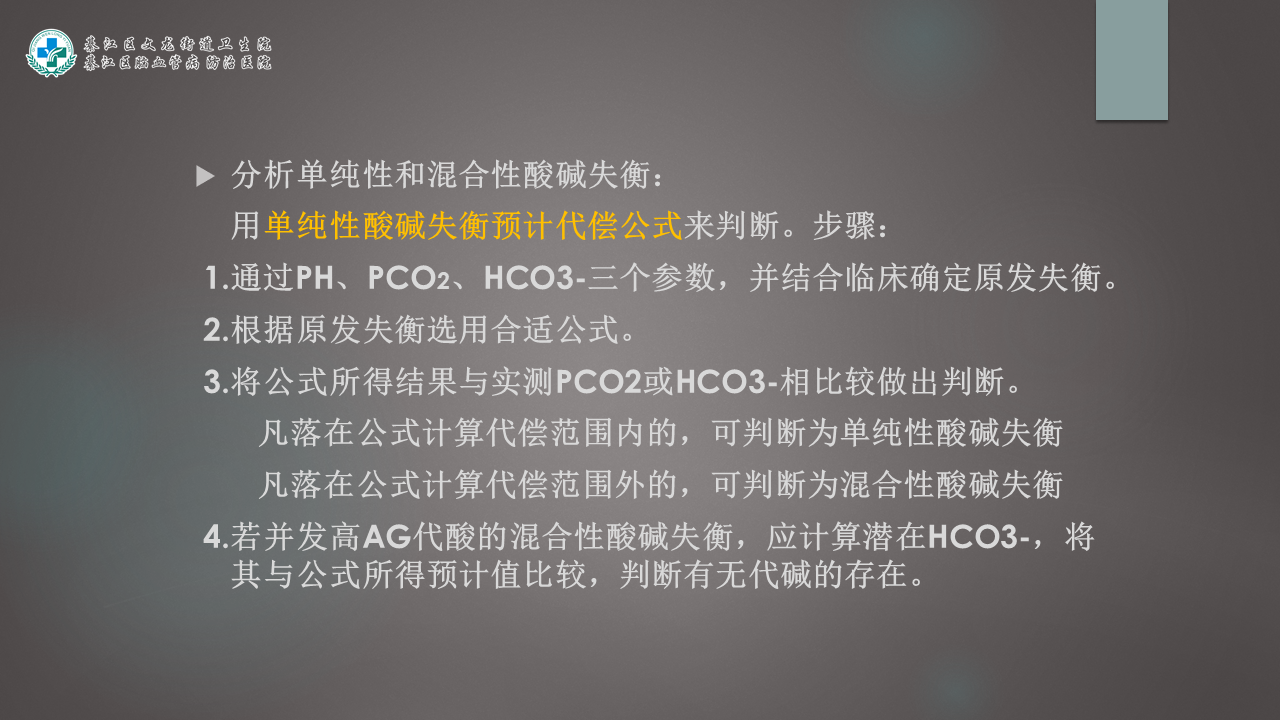 綦江区文龙街道卫生院
綦江区脑血管病防治医院
分析单纯性和混合性酸碱失衡：
用单纯性酸碱失衡预计代偿公式来判断。步骤：
1.通过PH、PCO2、HCO3-三个参数，并结合临床确定原发失衡。
2.根据原发失衡选用合适公式。
3.将公式所得结果与实测PCO2或HCO3-相比较做出判断。
凡落在公式计算代偿范围内的，可判断为单纯性酸碱失衡
凡落在公式计算代偿范围外的，可判断为混合性酸碱失衡
4.若并发高AG代酸的混合性酸碱失衡，应计算潜在HCO3-，将
其与公式所得预计值比较，判断有无代碱的存在。